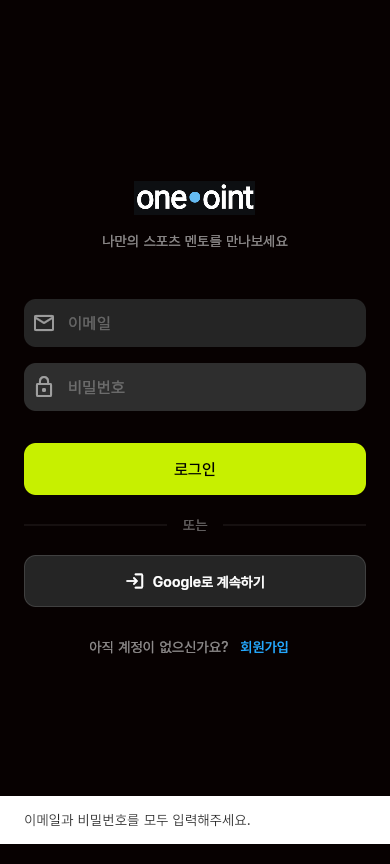 one•oint
나만의 스포츠 멘토를 만나보세요
이메일
비밀번호
로그인
또는
Google로 계속하기
아직 계정이 없으신가요? 회원가입
이메일과 비밀번호를 모두 입력해주세요.